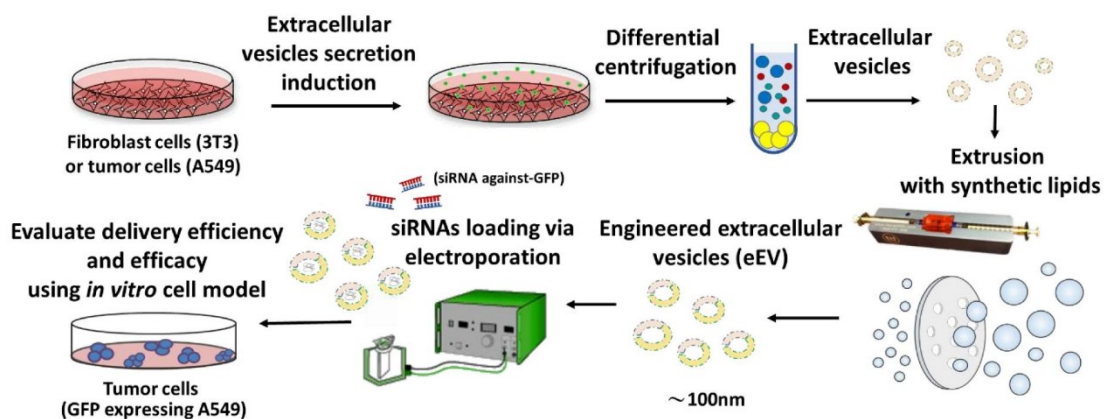 Extracellular
vesicles secretion
induction
Differential
centrifugation
Extracellular
vesicles
Fibroblast cells (3T3)
or tumor cells (A549)
Extrusion
with synthetic lipids
(siRNA against-GFP)
siRNAs loading via
electroporation
Engineered extracellular
vesicles (eEV)
Evaluate delivery efficiency
and efficacy
using in vitro cell model
Tumor cells
(GFP expressing A549)
~100nm